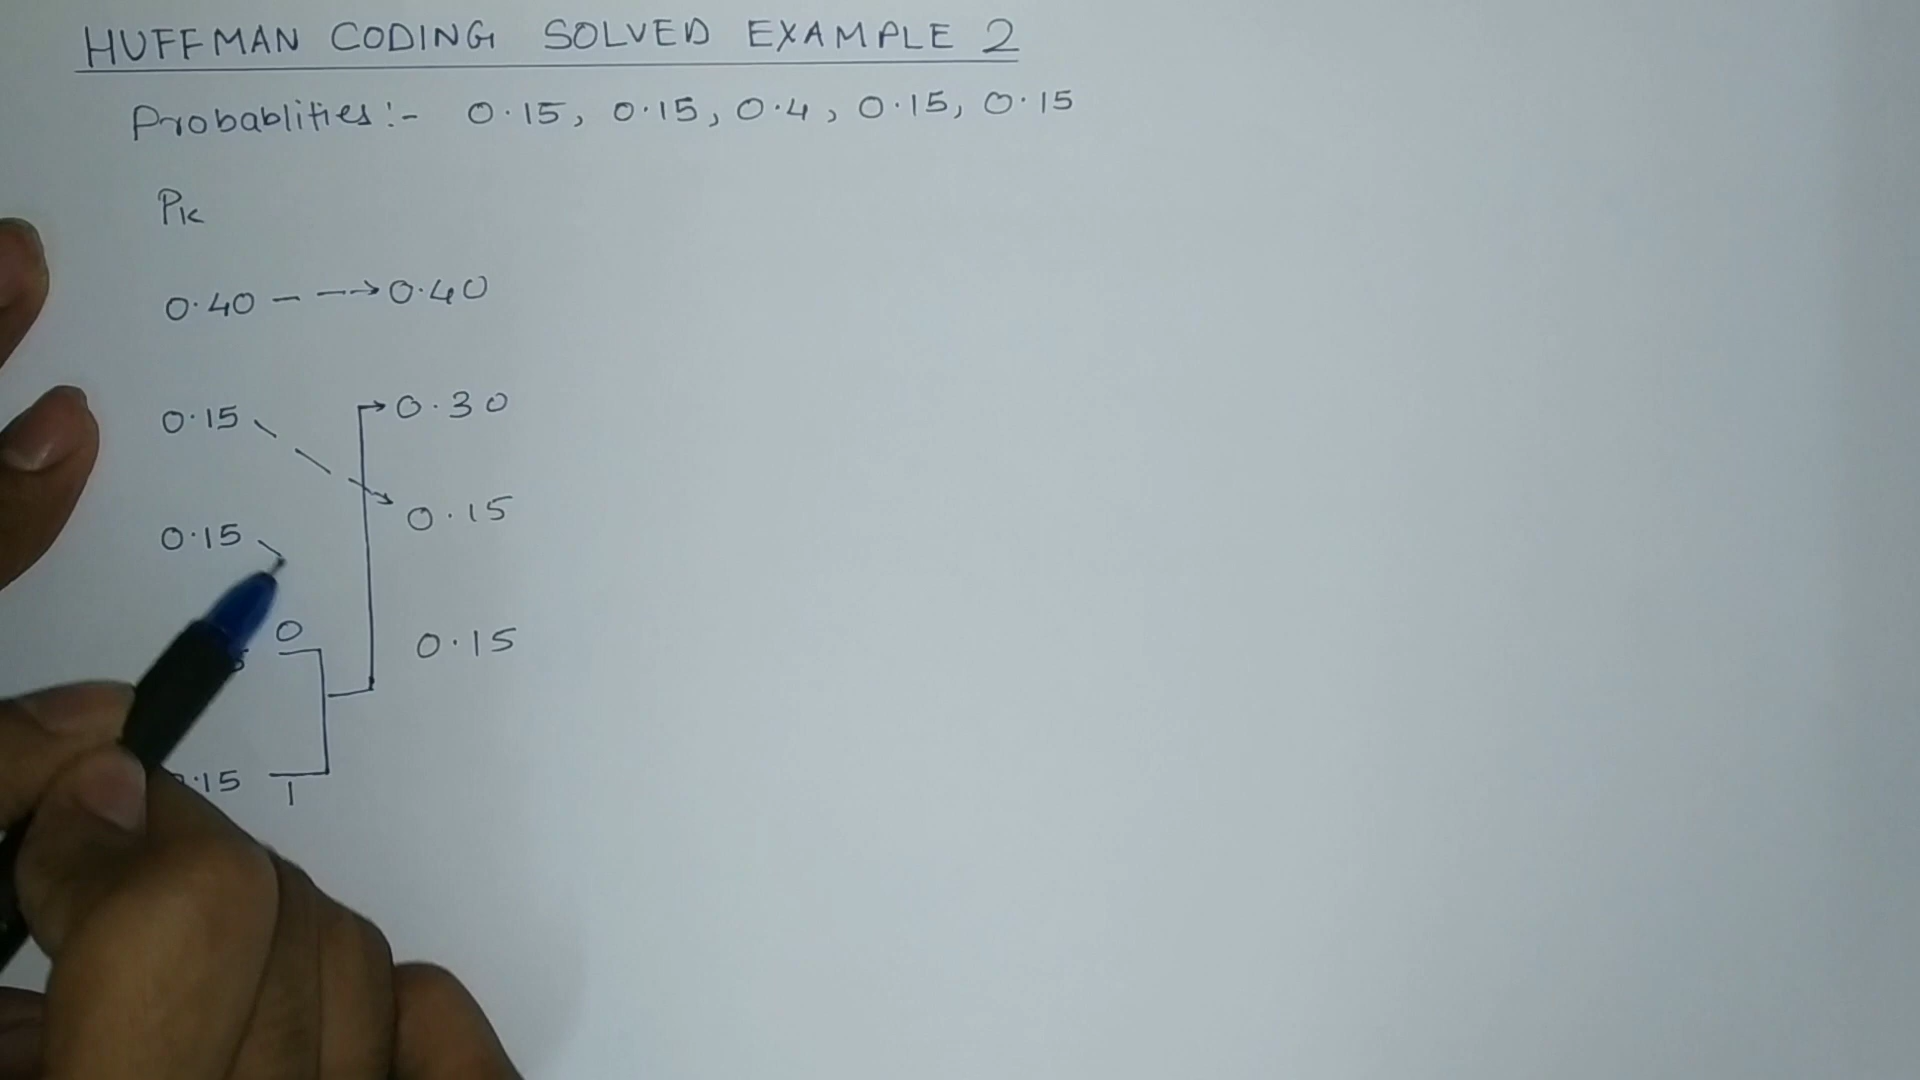 HUFFMAN CODING SOLVED EXAMPLE 2
Probablities:- 0.15, 0.15, 0.4, 0.15, 0.15
Pk
0.40 0.40
0.15 0.30
0.15
0.15
0
0.15
.15
1